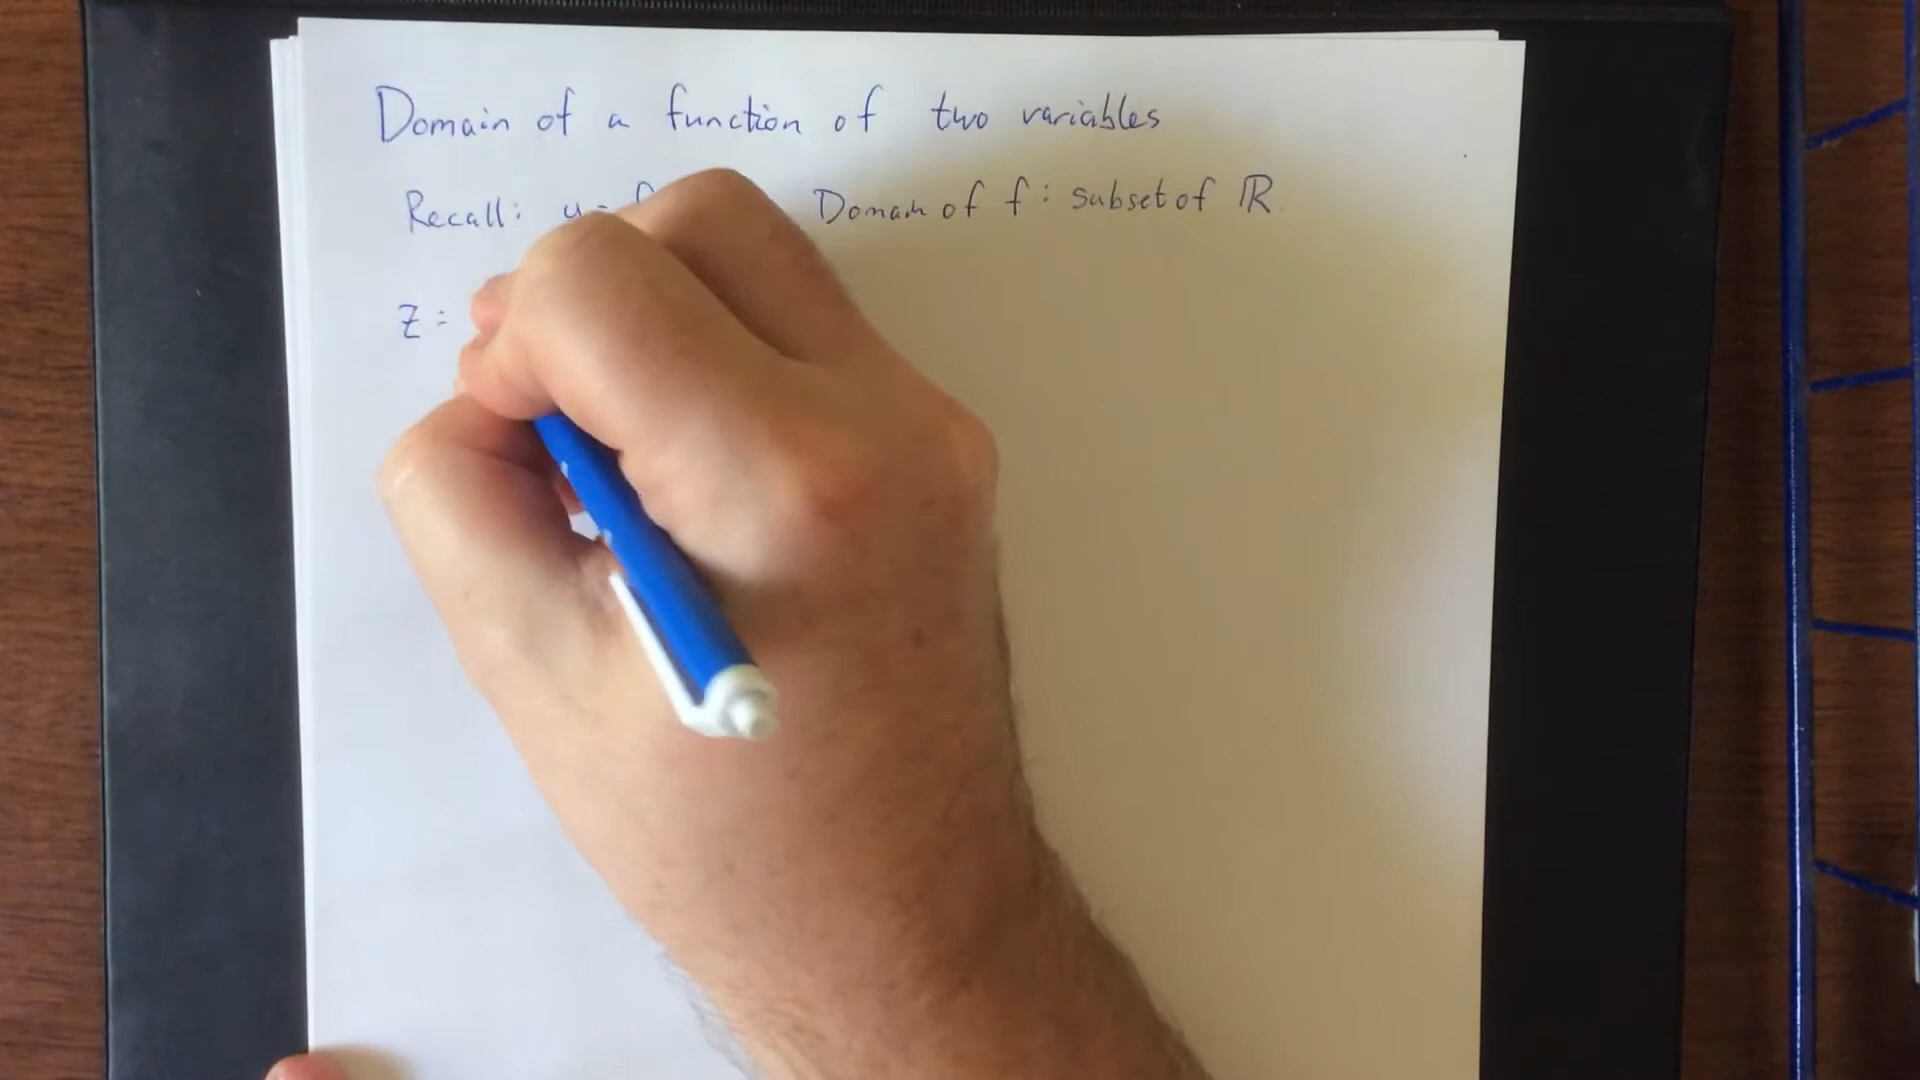 Domain of a function of two variables
Recall: y = f Domain of f: subset of ℝ.
z =